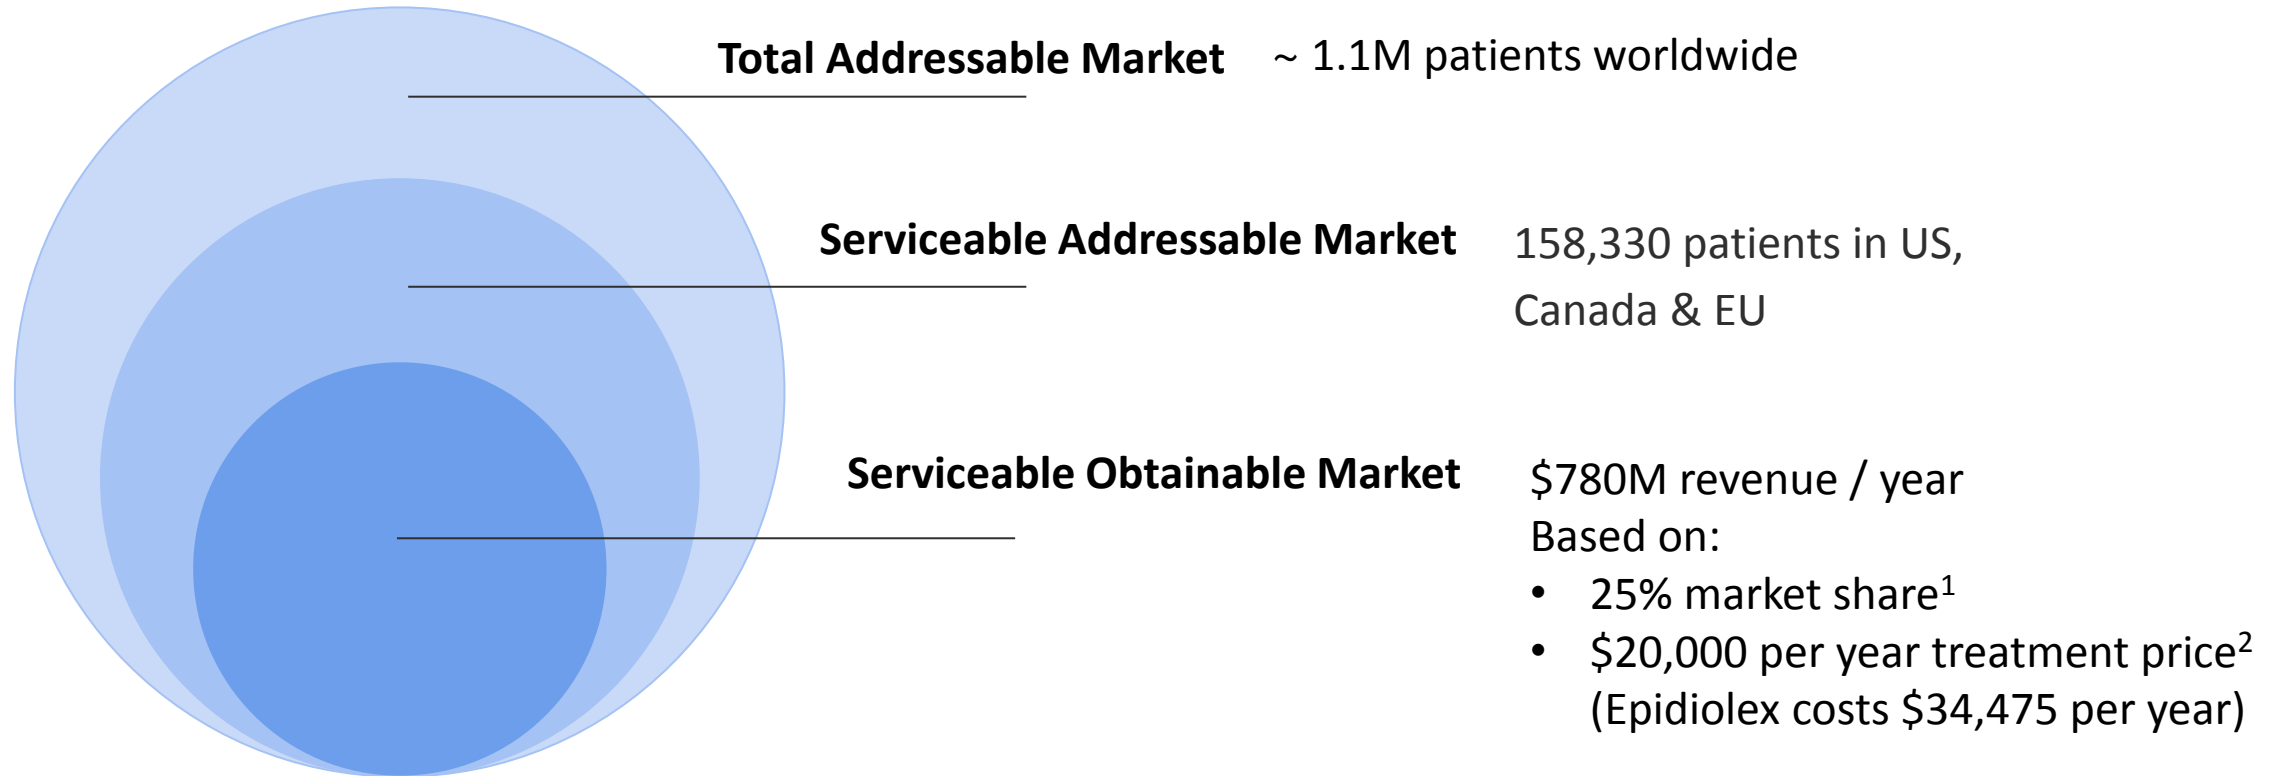 Total Addressable Market ~ 1.1M patients worldwide
Serviceable Addressable Market 158,330 patients in US,
Canada & EU
Serviceable Obtainable Market $780M revenue / year
Based on:
• 25% market share¹
• $20,000 per year treatment price²
(Epidiolex costs $34,475 per year)